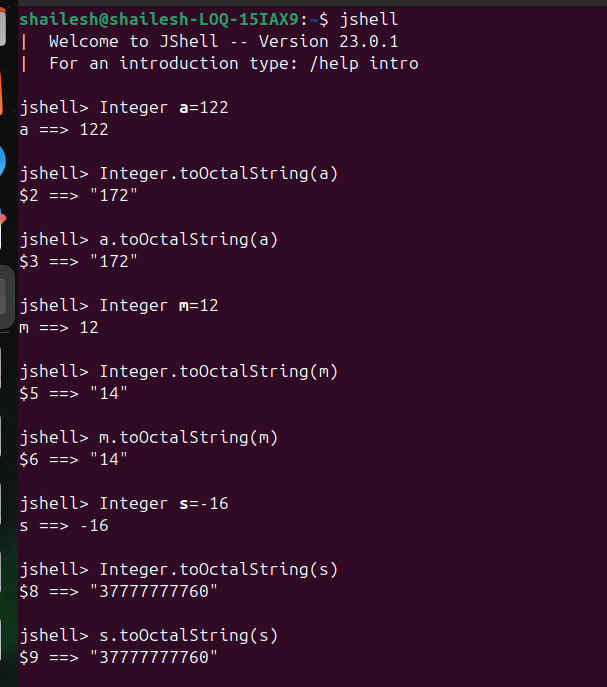 shailesh@shailesh-LOQ-15IAX9:~$ jshell
|  Welcome to JShell -- Version 23.0.1
|  For an introduction type: /help intro
jshell> Integer a=122
a ==> 122
jshell> Integer.toOctalString(a)
$2 ==> "172"
jshell> a.toOctalString(a)
$3 ==> "172"
jshell> Integer m=12
m ==> 12
jshell> Integer.toOctalString(m)
$5 ==> "14"
jshell> m.toOctalString(m)
$6 ==> "14"
jshell> Integer s=-16
s ==> -16
jshell> Integer.toOctalString(s)
$8 ==> "37777777760"
jshell> s.toOctalString(s)
$9 ==> "37777777760"